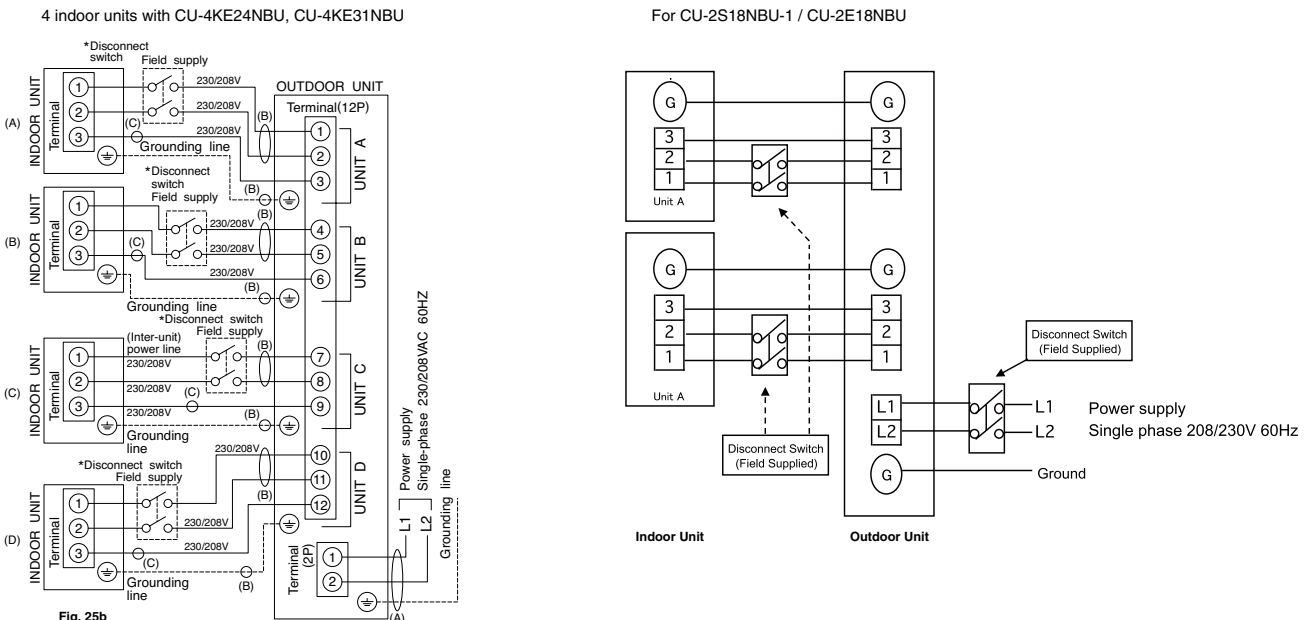 4 indoor units with CU-4KE24NBU, CU-4KE31NBU
*Disconnect
switch
Field supply
OUTDOOR UNIT
Terminal(12P)
(A)
INDOOR UNIT
Terminal
1
2
3
230/208V
230/208V
230/208V
(C)
(B)
Grounding line
(B)
1
2
3
UNIT A
*Disconnect
switch
Field supply
(B)
INDOOR UNIT
Terminal
1
2
3
230/208V
230/208V
230/208V
(C)
(B)
(B)
Grounding line
4
5
6
UNIT B
*Disconnect switch
Field supply
(Inter-unit)
power line
(C)
INDOOR UNIT
Terminal
1
2
3
230/208V
230/208V
230/208V
(C)
(B)
(B)
Grounding
line
7
8
9
UNIT C
*Disconnect switch
Field supply
(D)
INDOOR UNIT
Terminal
1
2
3
230/208V
230/208V
230/208V
(B)
(B)
(C)
(B)
Grounding
line
10
11
12
UNIT D
Terminal
(2P)
1
2
L1
L2
Power supply
Single-phase 230/208VAC 60HZ
Grounding line
(A)
Fig. 25b
For CU-2S18NBU-1 / CU-2E18NBU
G
3
2
1
Unit A
G
3
2
1
G
3
2
1
Unit A
G
3
2
1
Disconnect Switch
(Field Supplied)
Disconnect Switch
(Field Supplied)
L1
L2
G
L1
L2
Power supply
Single phase 208/230V 60Hz
Ground
Indoor Unit
Outdoor Unit